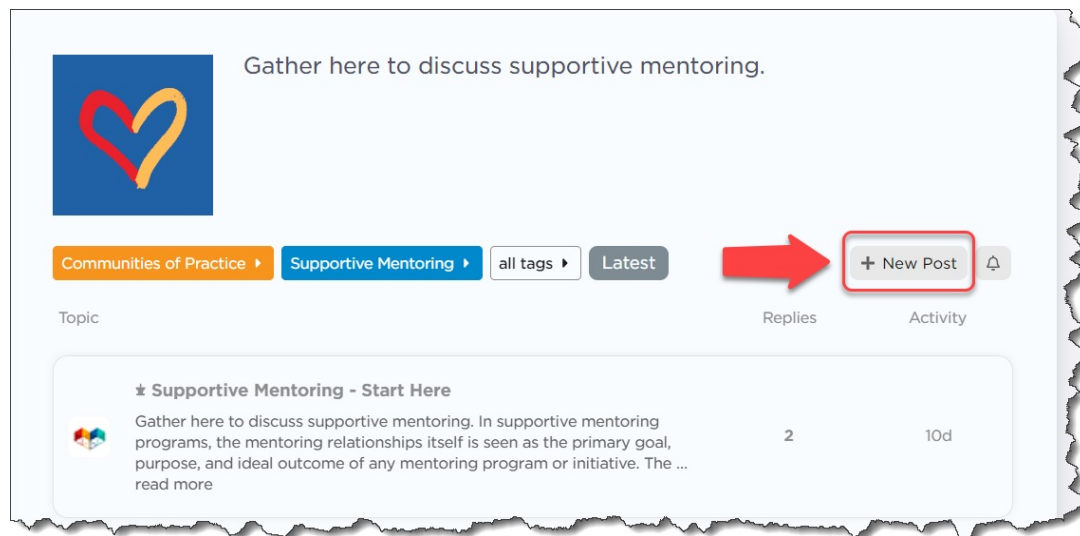 Gather here to discuss supportive mentoring.
Communities of Practice Supportive Mentoring all tags Latest + New Post
Topic Replies Activity
Supportive Mentoring - Start Here
Gather here to discuss supportive mentoring. In supportive mentoring
programs, the mentoring relationships itself is seen as the primary goal, 2 10d
purpose, and ideal outcome of any mentoring program or initiative. The ...
read more